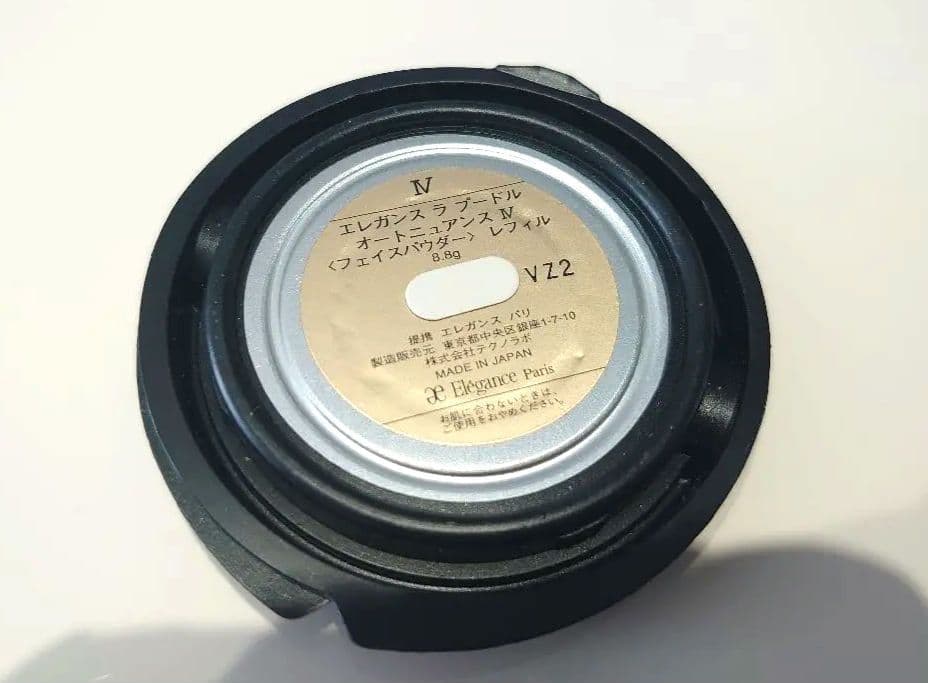 Ⅳ
エレガンス ラ プードル
オートニュアンス Ⅳ
〈フェイスパウダー〉 レフィル
8.8g
VZ2
提携 エレガンス パリ
製造販売元 東京都中央区銀座1-7-10
株式会社テクノラボ
MADE IN JAPAN
æ Elégance Paris
お肌に合わないときは、
ご使用をおやめください。